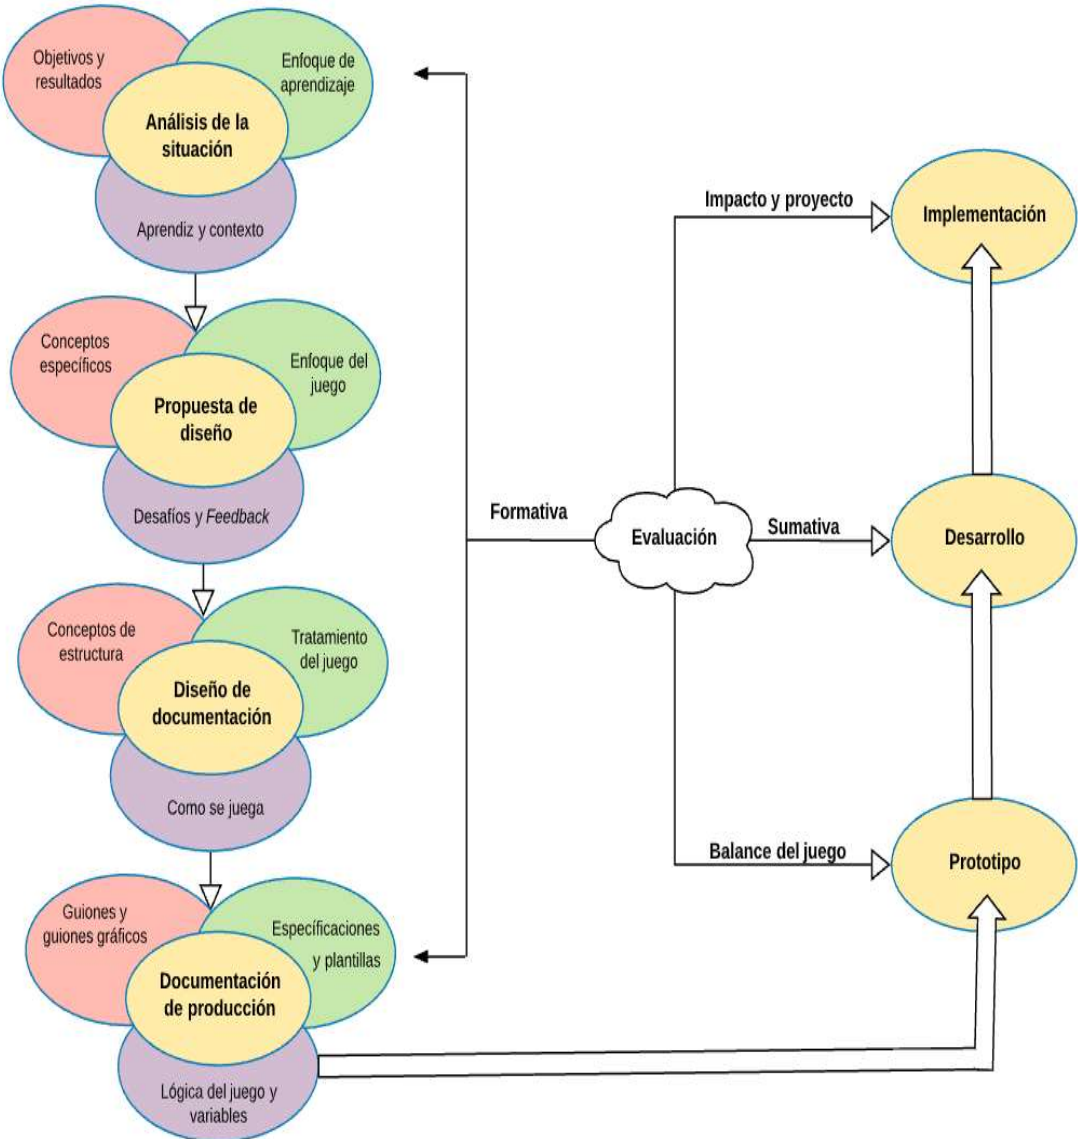 Objetivos y
resultados
Enfoque de
aprendizaje
Análisis de la
situación
Aprendiz y contexto
Conceptos
específicos
Enfoque del
juego
Propuesta de
diseño
Desafíos y Feedback
Conceptos de
estructura
Tratamiento
del juego
Diseño de
documentación
Como se juega
Guiones y
guiones gráficos
Específicaciones
y plantillas
Documentación
de producción
Lógica del juego y
variables
Formativa
Evaluación
Impacto y proyecto
Sumativa
Balance del juego
Implementación
Desarrollo
Prototipo